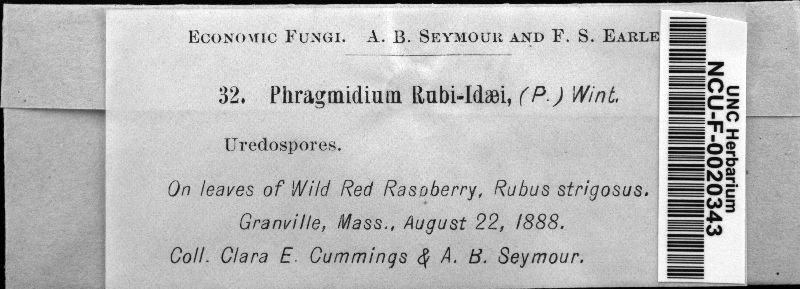 Economic Fungi. A. B. Seymour and F. S. Earle
32. Phragmidium Rubi-Idæi, (P.) Wint.
Uredospores.
On leaves of Wild Red Raspberry, Rubus strigosus.
Granville, Mass., August 22, 1888.
Coll. Clara E. Cummings & A. B. Seymour.
UNC Herbarium
NCU-F-0020343